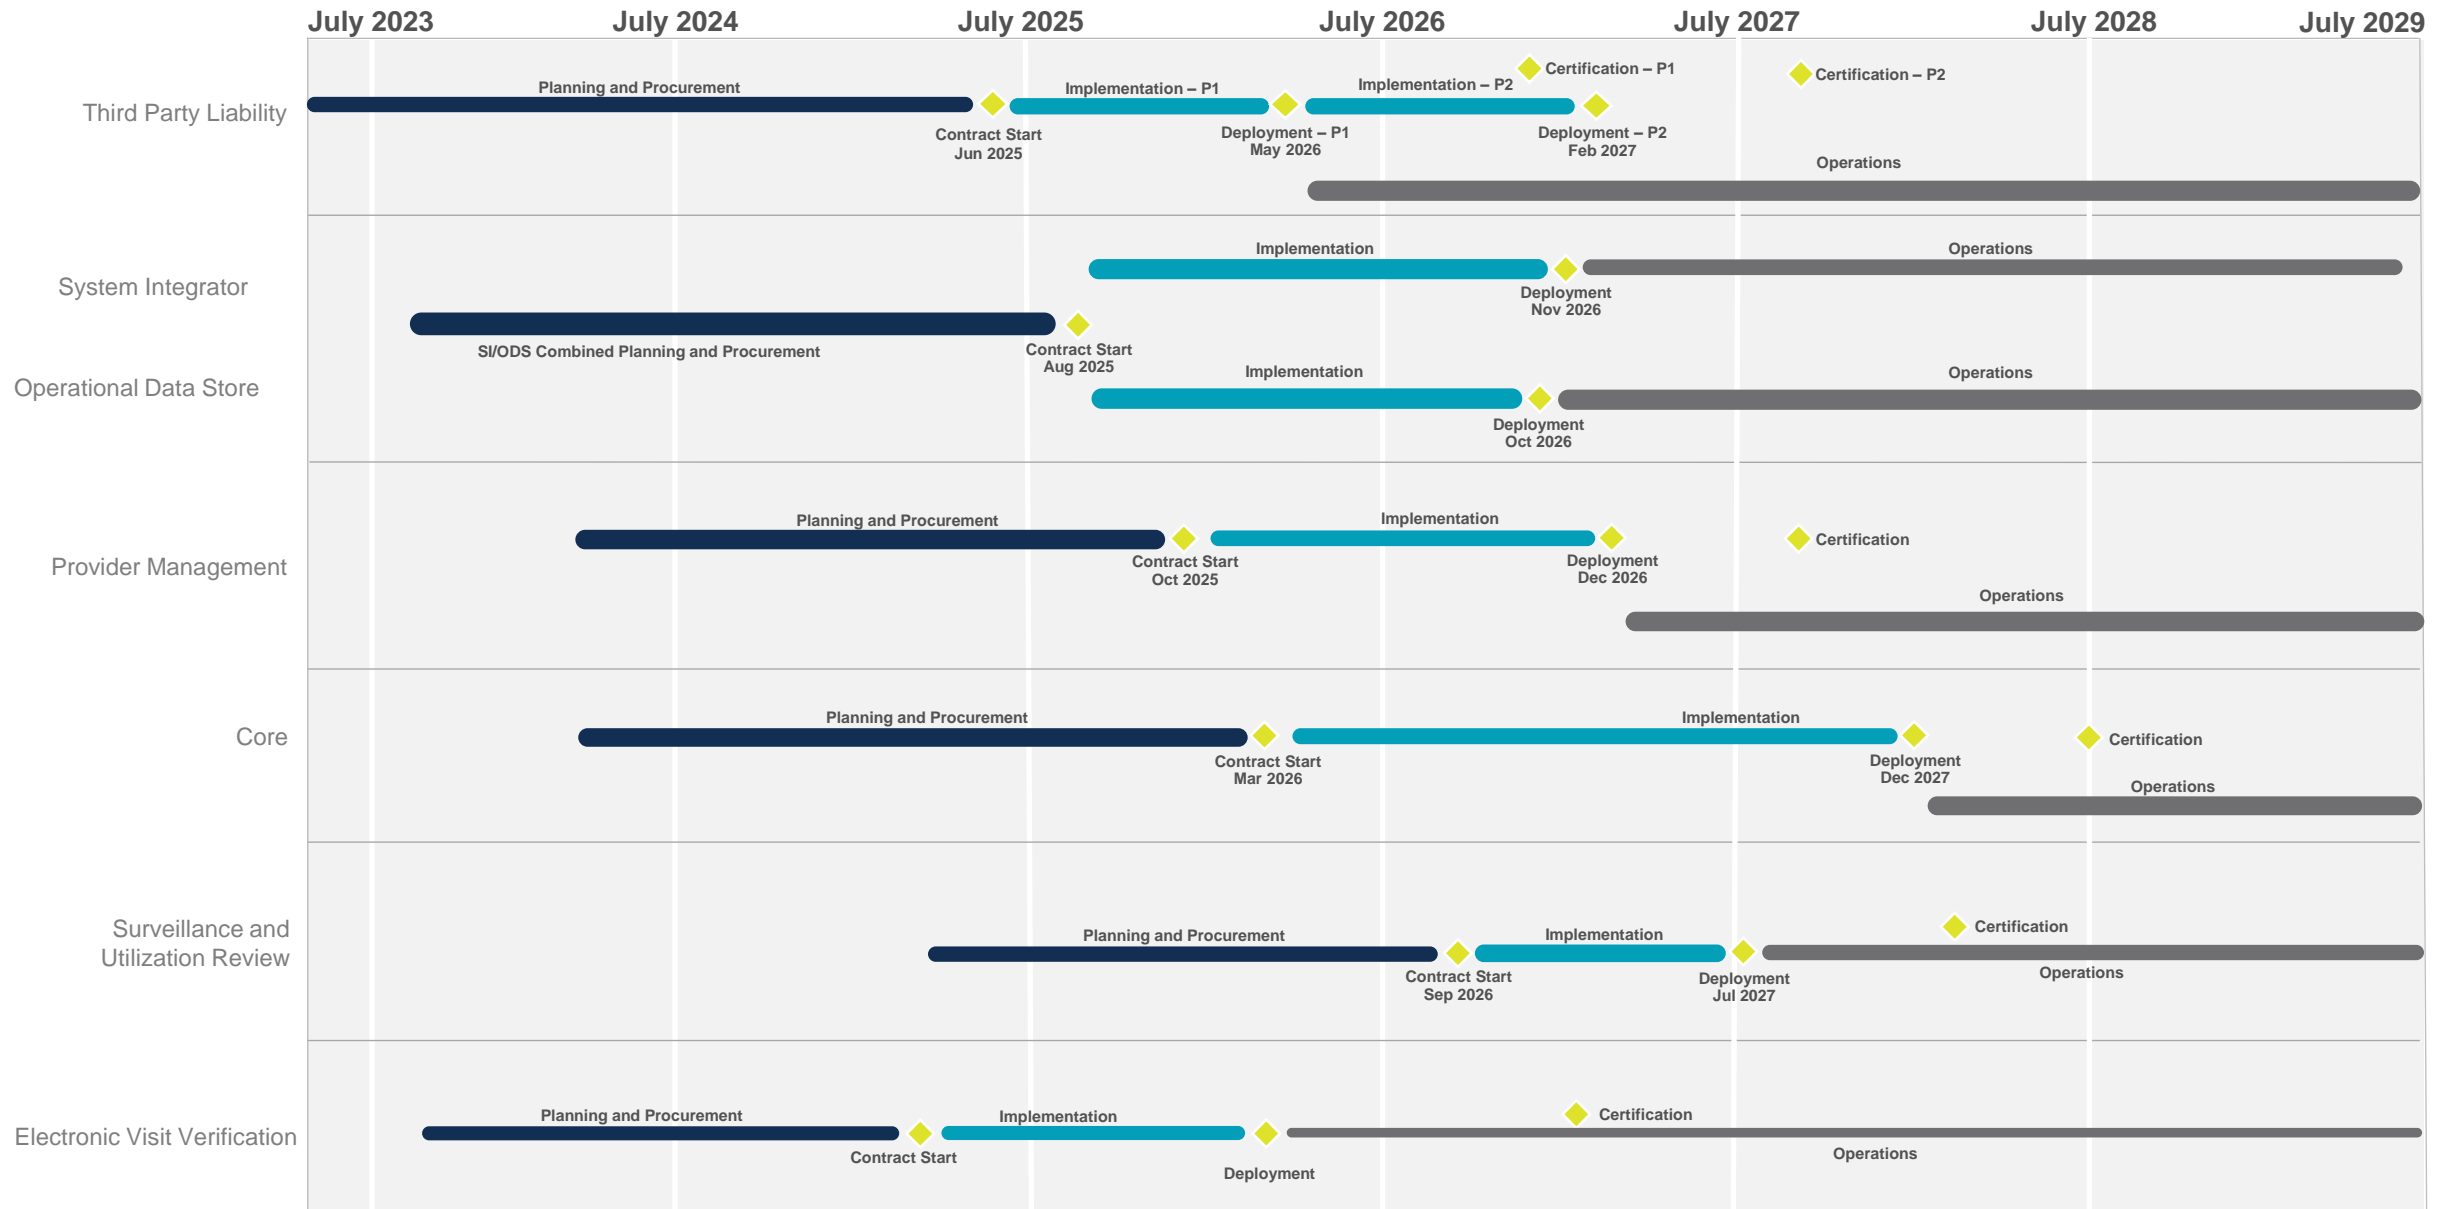 July 2023
July 2024
July 2025
July 2026
July 2027
July 2028
July 2029
Third Party Liability
Planning and Procurement
Contract Start
Jun 2025
Implementation – P1
Deployment – P1
May 2026
Implementation – P2
Certification – P1
Deployment – P2
Feb 2027
Certification – P2
Operations
System Integrator
Implementation
Deployment
Nov 2026
Operations
SI/ODS Combined Planning and Procurement
Contract Start
Aug 2025
Operational Data Store
Implementation
Deployment
Oct 2026
Operations
Provider Management
Planning and Procurement
Contract Start
Oct 2025
Implementation
Deployment
Dec 2026
Certification
Operations
Core
Planning and Procurement
Contract Start
Mar 2026
Implementation
Deployment
Dec 2027
Certification
Operations
Surveillance and
Utilization Review
Planning and Procurement
Contract Start
Sep 2026
Implementation
Deployment
Jul 2027
Certification
Operations
Electronic Visit Verification
Planning and Procurement
Contract Start
Implementation
Deployment
Certification
Operations